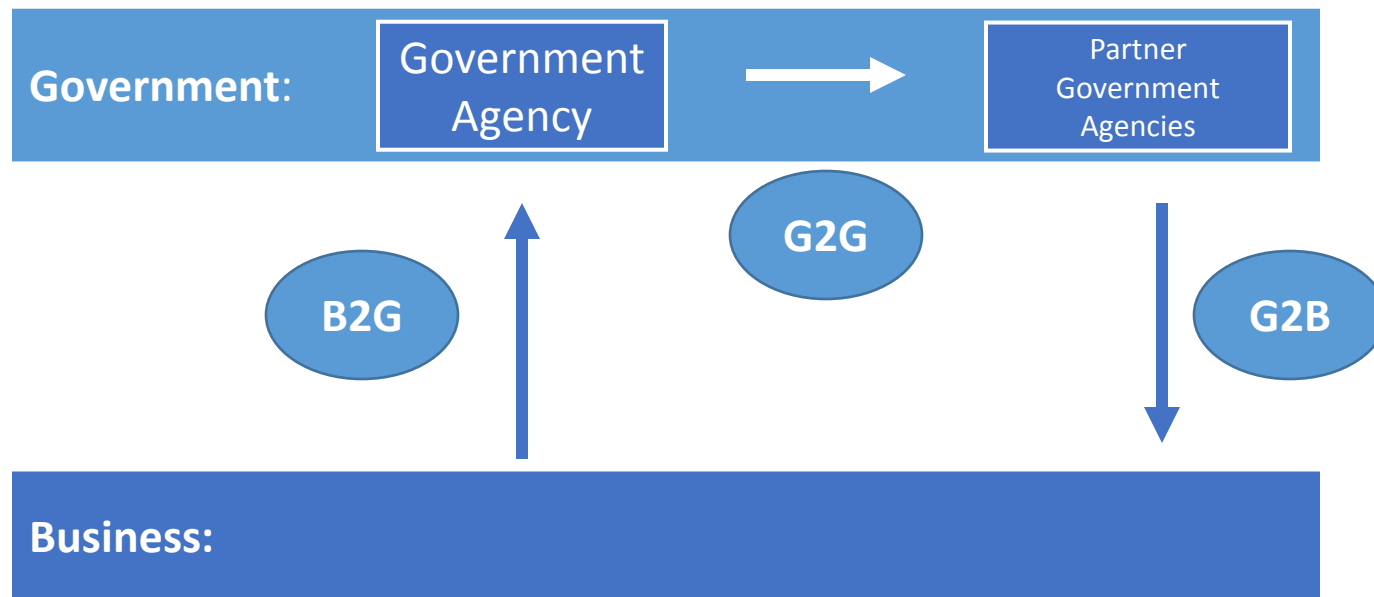 Government:
Government
Agency
Partner
Government
Agencies
G2G
B2G
G2B
Business: